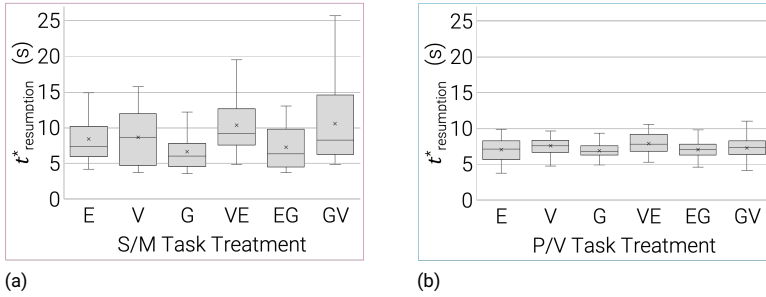 t*resumption (s)
25
20
15
10
5
0
E V G VE EG GV
S/M Task Treatment
(a)
t*resumption (s)
25
20
15
10
5
0
E V G VE EG GV
P/V Task Treatment
(b)